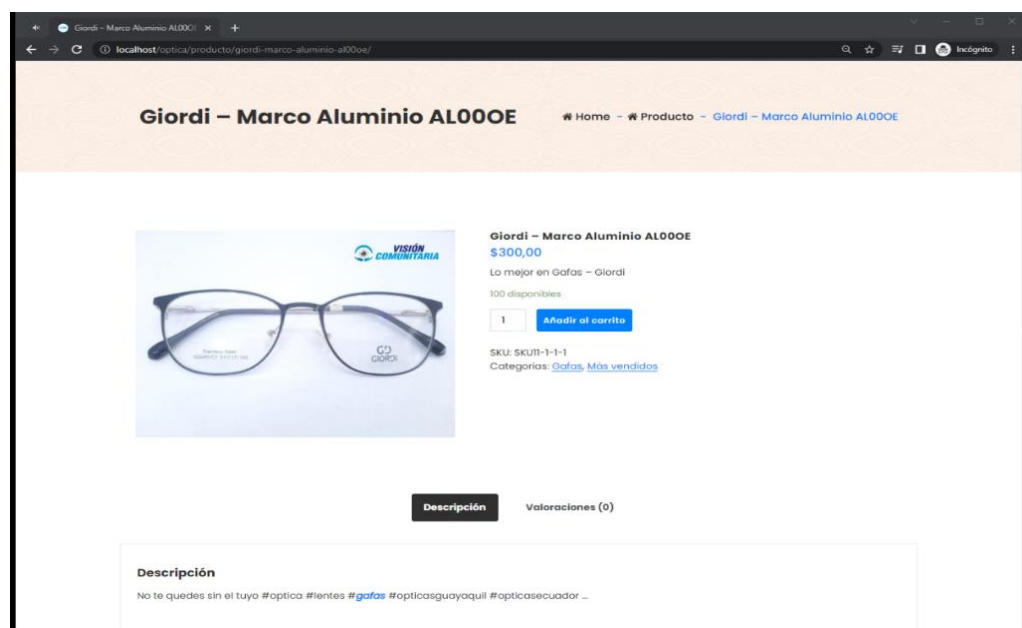 Giordi – Marco Aluminio AL00O
localhost/optica/producto/giordi-marco-aluminio-al00oe/
Incógnito
Giordi – Marco Aluminio AL00OE
Home - Producto - Giordi – Marco Aluminio AL00OE
VISIÓN
COMUNITARIA
GIORDI
Giordi – Marco Aluminio AL00OE
$300,00
Lo mejor en Gafas – Giordi
100 disponibles
1
Añadir al carrito
SKU: SKU11-1-1-1
Categorías: Gafas, Más vendidos
Descripción
Valoraciones (0)
Descripción
No te quedes sin el tuyo #optica #lentes #gafas #opticasguayaquil #opticasecuador ...